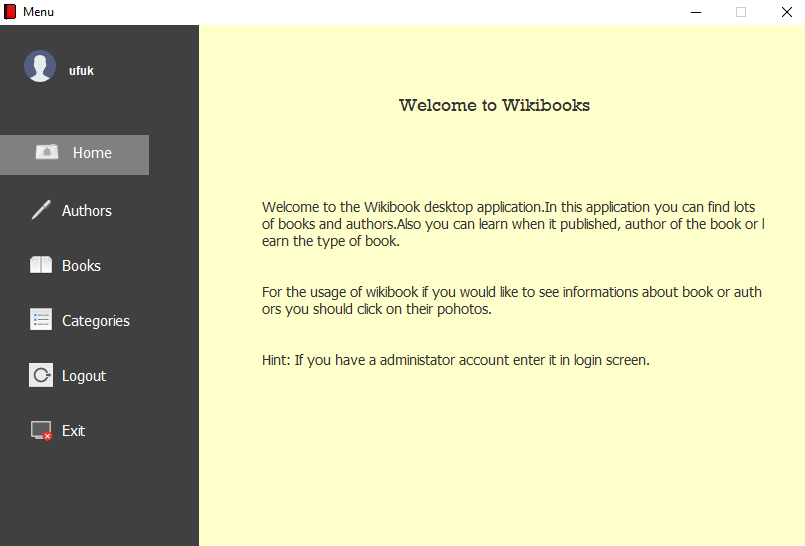 Menu
ufuk
Home
Authors
Books
Categories
Logout
Exit
Welcome to Wikibooks
Welcome to the Wikibook desktop application.In this application you can find lots
of books and authors.Also you can learn when it published, author of the book or l
earn the type of book.
For the usage of wikibook if you would like to see informations about book or auth
ors you should click on their pohotos.
Hint: If you have a administator account enter it in login screen.